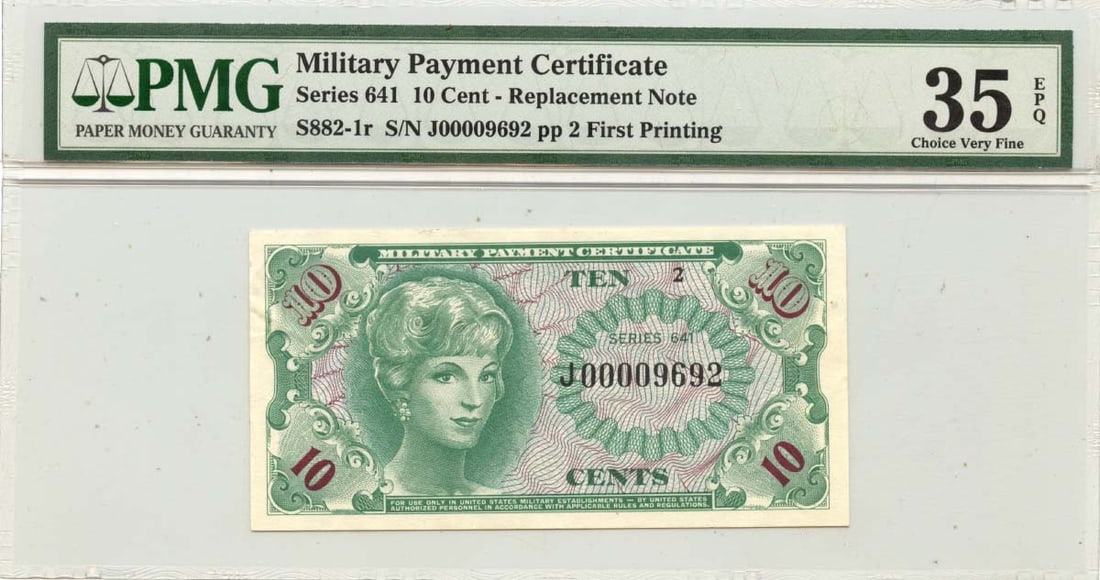 PMG
PAPER MONEY GUARANTY
Military Payment Certificate
Series 641 10 Cent - Replacement Note
S882-1r S/N J00009692 pp 2 First Printing
35
EPQ
Choice Very Fine
MILITARY PAYMENT CERTIFICATE
10
TEN 2
10
SERIES 641
J00009692
10
CENTS
10
FOR USE ONLY IN UNITED STATES MILITARY ESTABLISHMENTS — BY UNITED STATES
AUTHORIZED PERSONNEL IN ACCORDANCE WITH APPLICABLE RULES AND REGULATIONS.